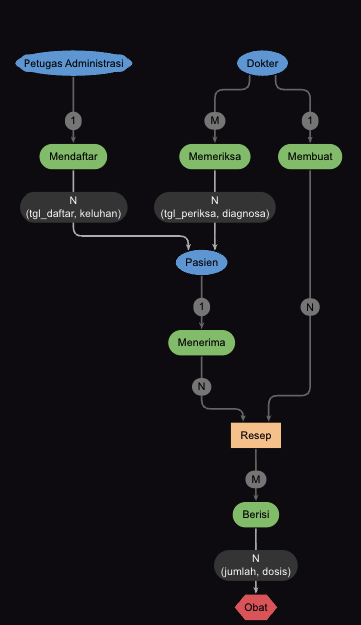 Petugas Administrasi
Dokter
1
M
1
Mendaftar
Memeriksa
Membuat
N
(tgl_daftar, keluhan)
N
(tgl_periksa, diagnosa)
Pasien
1
N
Menerima
N
Resep
M
Berisi
N
(jumlah, dosis)
Obat